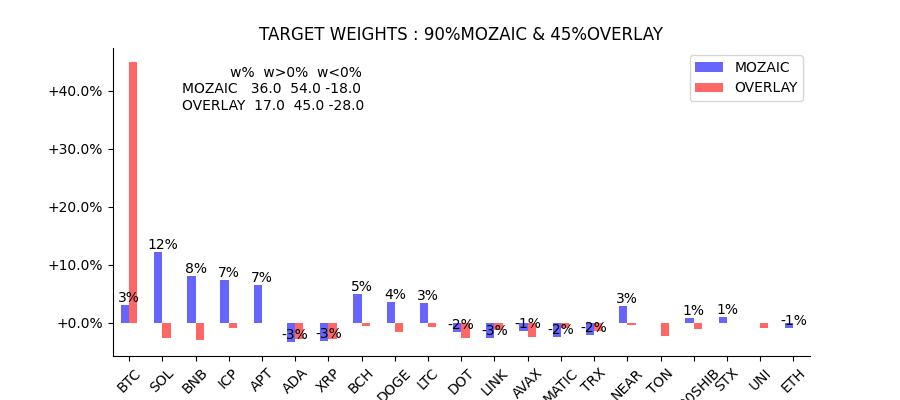 TARGET WEIGHTS : 90%MOZAIC & 45%OVERLAY
w% w>0% w<0%
MOZAIC 36.0 54.0 -18.0
OVERLAY 17.0 45.0 -28.0
MOZAIC
OVERLAY
+40.0%
+30.0%
+20.0%
+10.0%
+0.0%
3%
12%
8%
7%
7%
-3%
-3%
5%
4%
3%
-2%
-3%
-1%
-2%
-2%
3%
1%
1%
-1%
BTC
SOL
BNB
ICP
APT
ADA
XRP
BCH
DOGE
LTC
DOT
LINK
AVAX
MATIC
TRX
NEAR
TON
0SHIB
STX
UNI
ETH